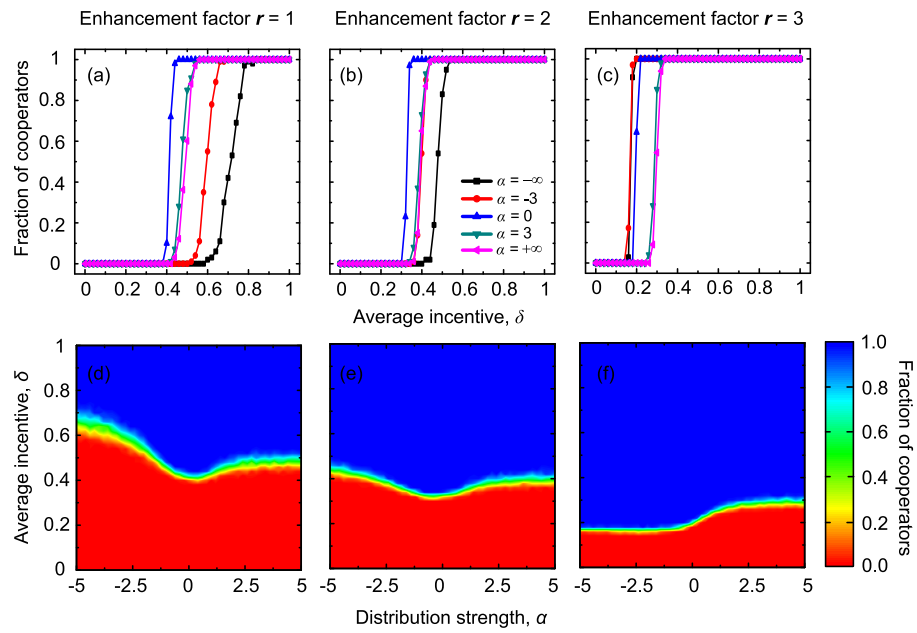 Enhancement factor r = 1
Enhancement factor r = 2
Enhancement factor r = 3
Fraction of cooperators
1
0.8
0.6
0.4
0.2
0
(a)
0 0.2 0.4 0.6 0.8 1
(b)
α = −∞
α = -3
α = 0
α = 3
α = +∞
0 0.2 0.4 0.6 0.8 1
(c)
0 0.2 0.4 0.6 0.8 1
Average incentive, δ
Average incentive, δ
1
0.8
0.6
0.4
0.2
0
(d)
-5 -2.5 0 2.5 5
(e)
-5 -2.5 0 2.5 5
(f)
-5 -2.5 0 2.5 5
Distribution strength, α
1.0
0.8
0.6
0.4
0.2
0.0
Fraction of cooperators